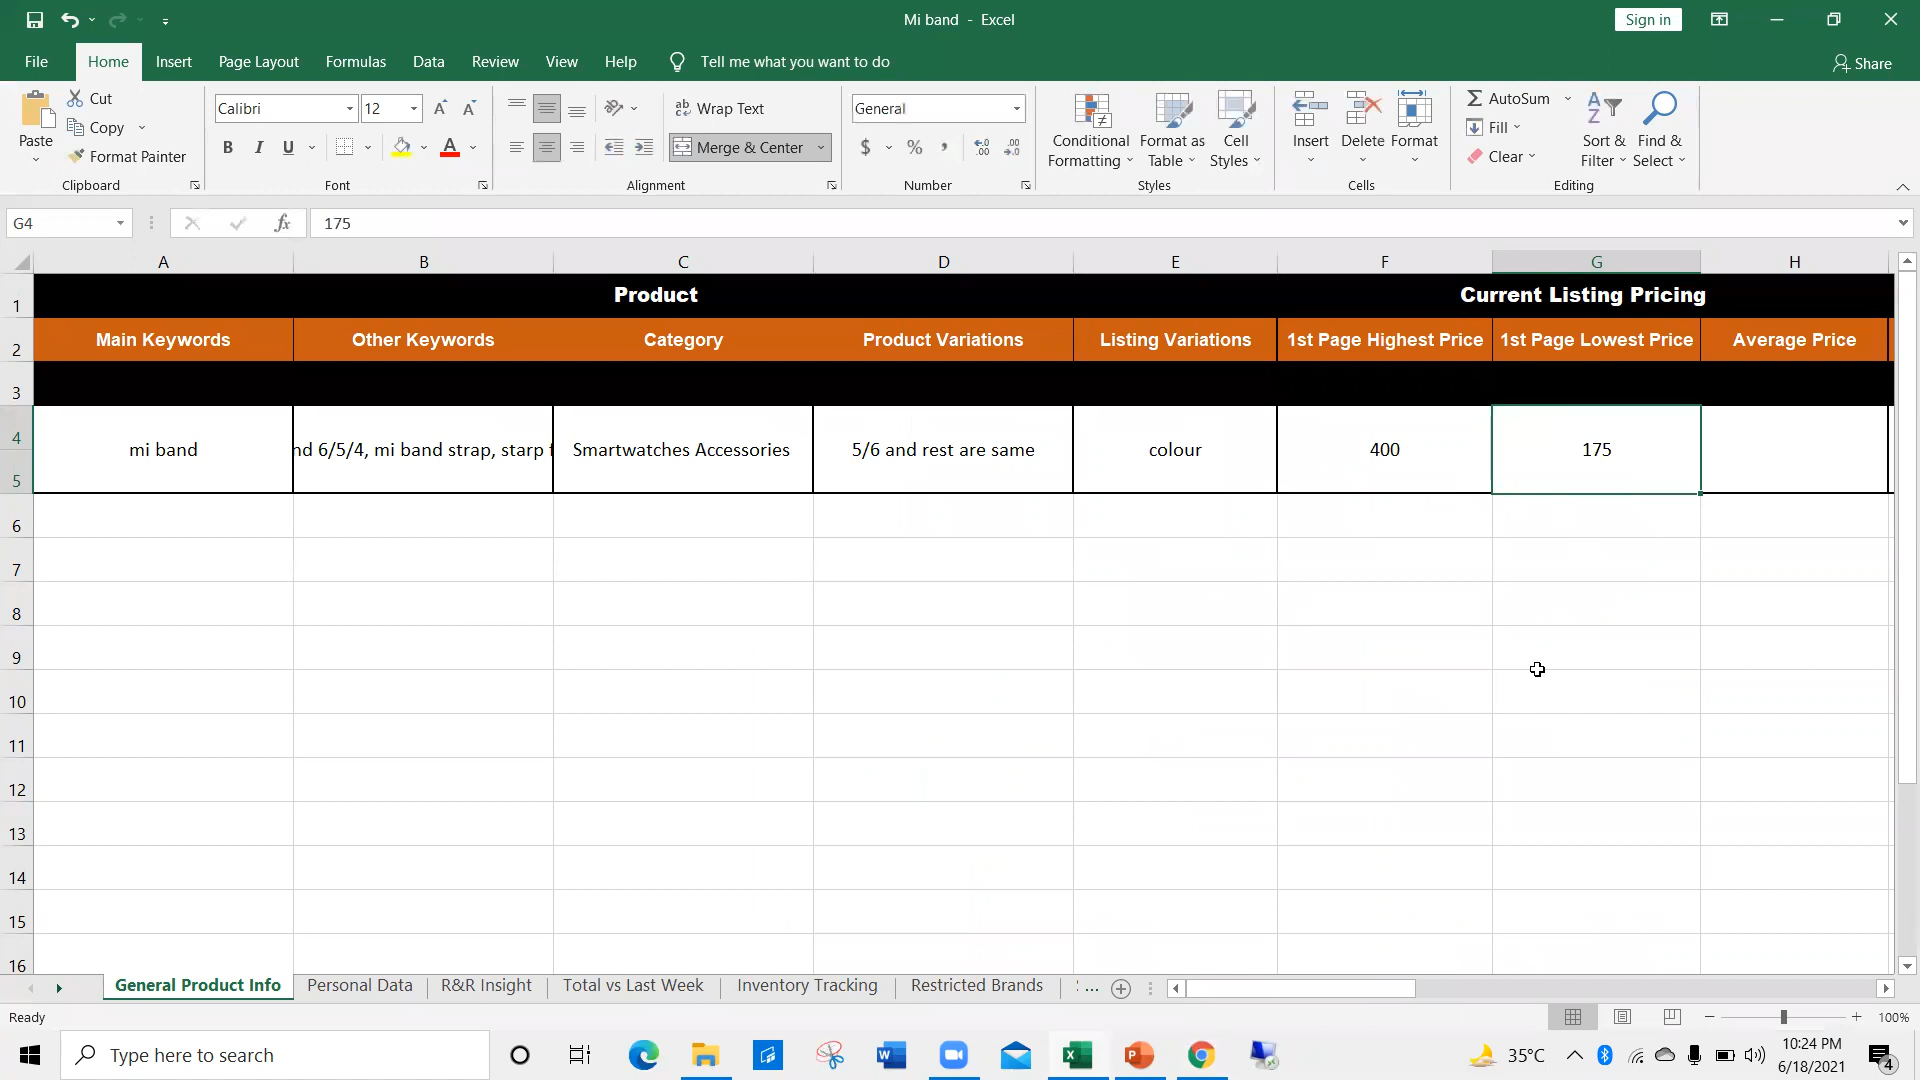 Mi band - Excel
Sign in
File Home Insert Page Layout Formulas Data Review View Help Tell me what you want to do Share
Paste
Cut
Copy
Format Painter
Clipboard
Calibri 12
B I U
Font
Wrap Text
Merge & Center
Alignment
General
$ % ,
Number
Conditional Formatting
Format as Table
Cell Styles
Styles
Insert
Delete
Format
Cells
AutoSum
Fill
Clear
Sort & Filter
Find & Select
Editing
G4 fx 175
A B C D E F G H
1 Product Current Listing Pricing
2 Main Keywords Other Keywords Category Product Variations Listing Variations 1st Page Highest Price 1st Page Lowest Price Average Price
3
4 mi band nd 6/5/4, mi band strap, starp f Smartwatches Accessories 5/6 and rest are same colour 400 175
5
6
7
8
9
10
11
12
13
14
15
16
General Product Info Personal Data R&R Insight Total vs Last Week Inventory Tracking Restricted Brands ...
Ready 100%
Type here to search
35°C
10:24 PM
6/18/2021
4